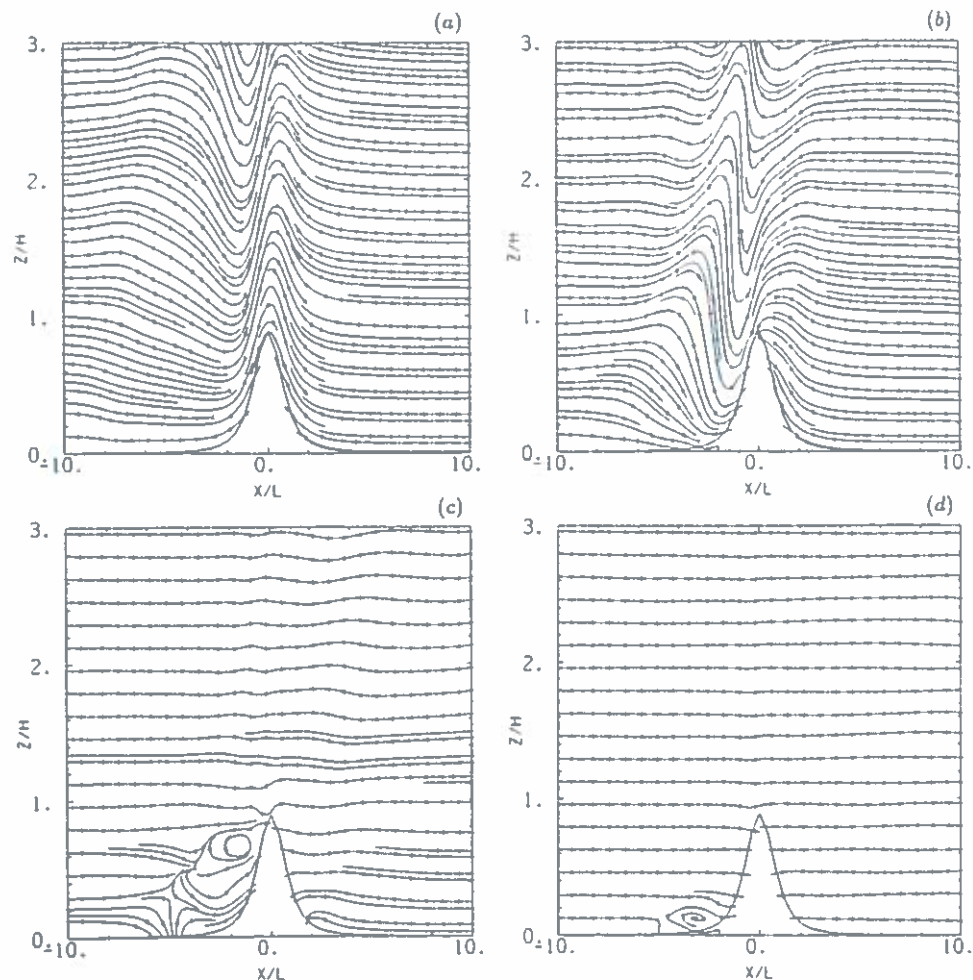 (a)
3.
2.
1.
0.
-10.
0.
10.
Z/H
X/L
(b)
3.
2.
1.
0.
-10.
0.
10.
Z/H
X/L
(c)
3.
2.
1.
0.
-10.
0.
10.
Z/H
X/L
(d)
3.
2.
1.
0.
-10.
0.
10.
Z/H
X/L